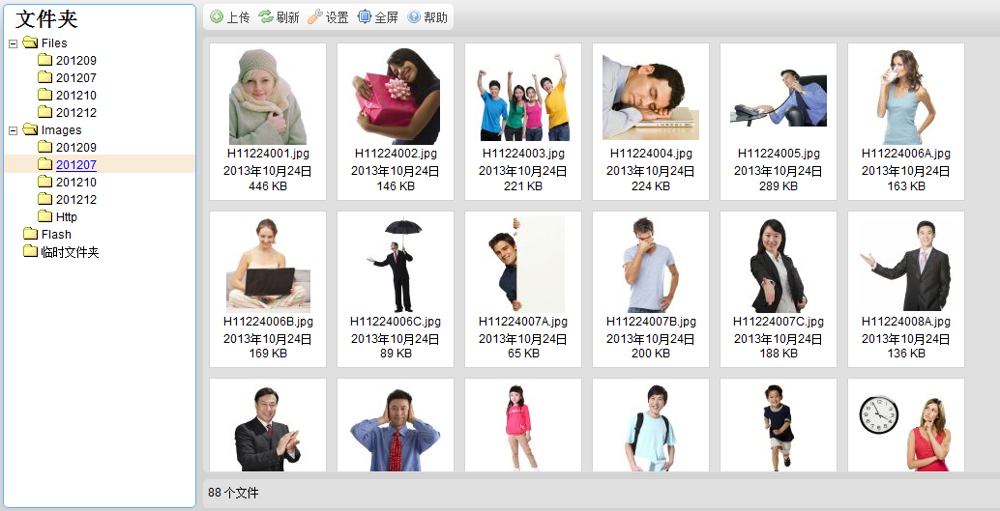 文件夹
Files
201209
201207
201210
201212
Images
201209
201207
201210
201212
Http
Flash
临时文件夹
上传 刷新 设置 全屏 帮助
H11224001.jpg
2013年10月24日
446 KB
H11224002.jpg
2013年10月24日
146 KB
H11224003.jpg
2013年10月24日
221 KB
H11224004.jpg
2013年10月24日
224 KB
H11224005.jpg
2013年10月24日
289 KB
H11224006A.jpg
2013年10月24日
163 KB
H11224006B.jpg
2013年10月24日
169 KB
H11224006C.jpg
2013年10月24日
89 KB
H11224007A.jpg
2013年10月24日
65 KB
H11224007B.jpg
2013年10月24日
200 KB
H11224007C.jpg
2013年10月24日
188 KB
H11224008A.jpg
2013年10月24日
136 KB
88 个文件